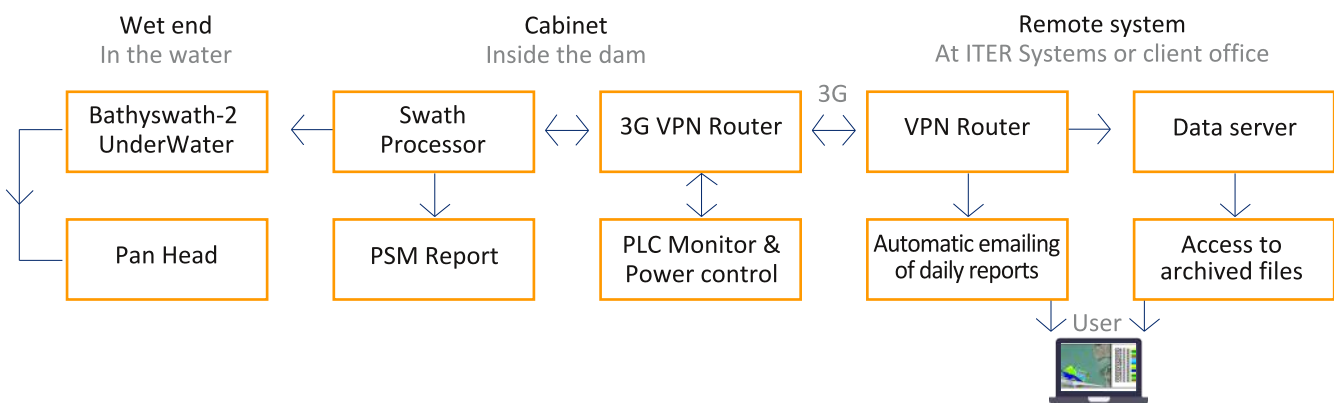 Wet end
In the water
Cabinet
Inside the dam
Remote system
At ITER Systems or client office
Bathyswath-2
UnderWater
Swath
Processor
3G VPN Router
3G
VPN Router
Data server
Pan Head
PSM Report
PLC Monitor &
Power control
Automatic emailing
of daily reports
Access to
archived files
User